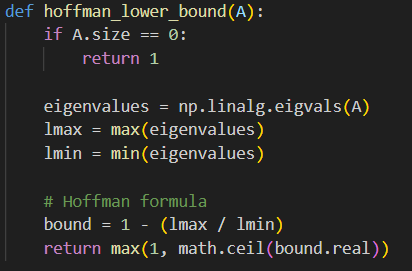 def hoffman_lower_bound(A):
    if A.size == 0:
        return 1

    eigenvalues = np.linalg.eigvals(A)
    lmax = max(eigenvalues)
    lmin = min(eigenvalues)

    # Hoffman formula
    bound = 1 - (lmax / lmin)
    return max(1, math.ceil(bound.real))